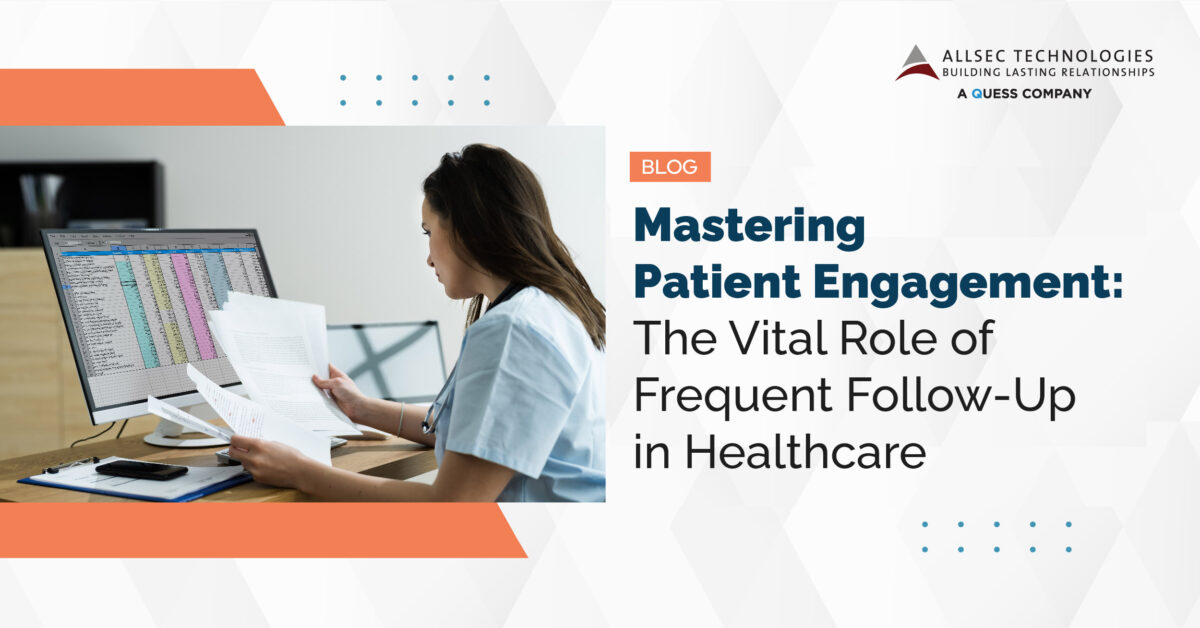 ALLSEC TECHNOLOGIES
BUILDING LASTING RELATIONSHIPS
A QUESS COMPANY
BLOG
Mastering
Patient Engagement:
The Vital Role of
Frequent Follow-Up
in Healthcare